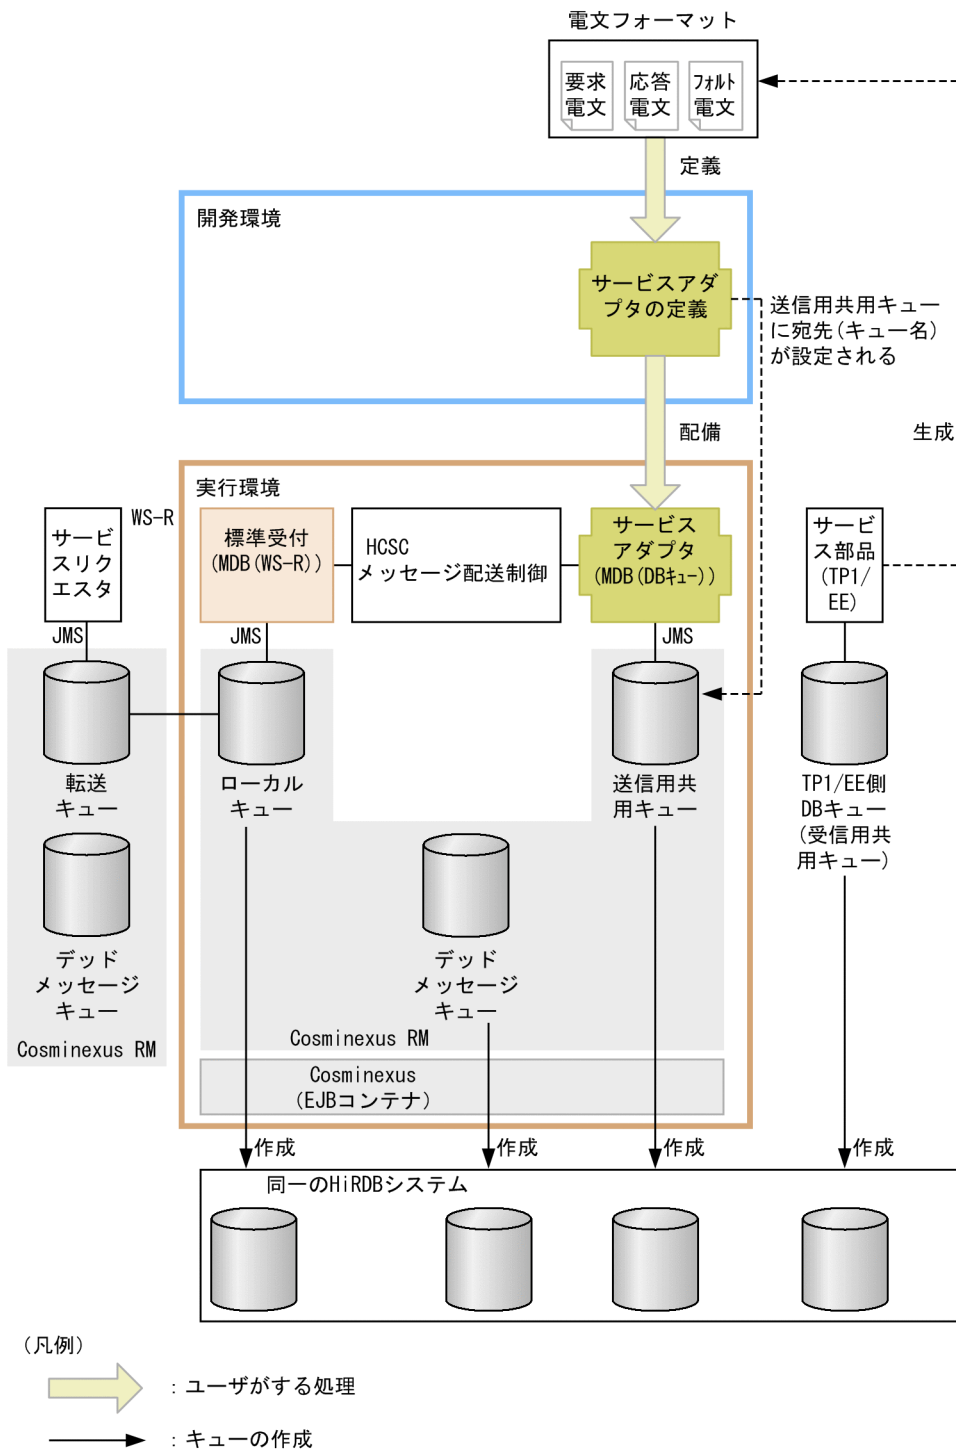 電文フォーマット
要求
電文
応答
電文
フォルト
電文
定義
開発環境
サービスアダ
プタの定義
送信用共用キュー
に宛先(キュー名)
が設定される
配備
生成
実行環境
WS-R
サービ
スリク
エスタ
標準受付
(MDB(WS-R))
HCSC
メッセージ配送制御
サービス
アダプタ
(MDB(DBキュー))
サービ
ス部品
(TP1/
EE)
JMS
JMS
JMS
転送
キュー
ローカル
キュー
送信用共
用キュー
TP1/EE側
DBキュー
(受信用共
用キュー)
デッド
メッセージ
キュー
デッド
メッセージ
キュー
Cosminexus RM
Cosminexus RM
Cosminexus
(EJBコンテナ)
作成
作成
作成
作成
同一のHiRDBシステム
(凡例)
：ユーザがする処理
：キューの作成